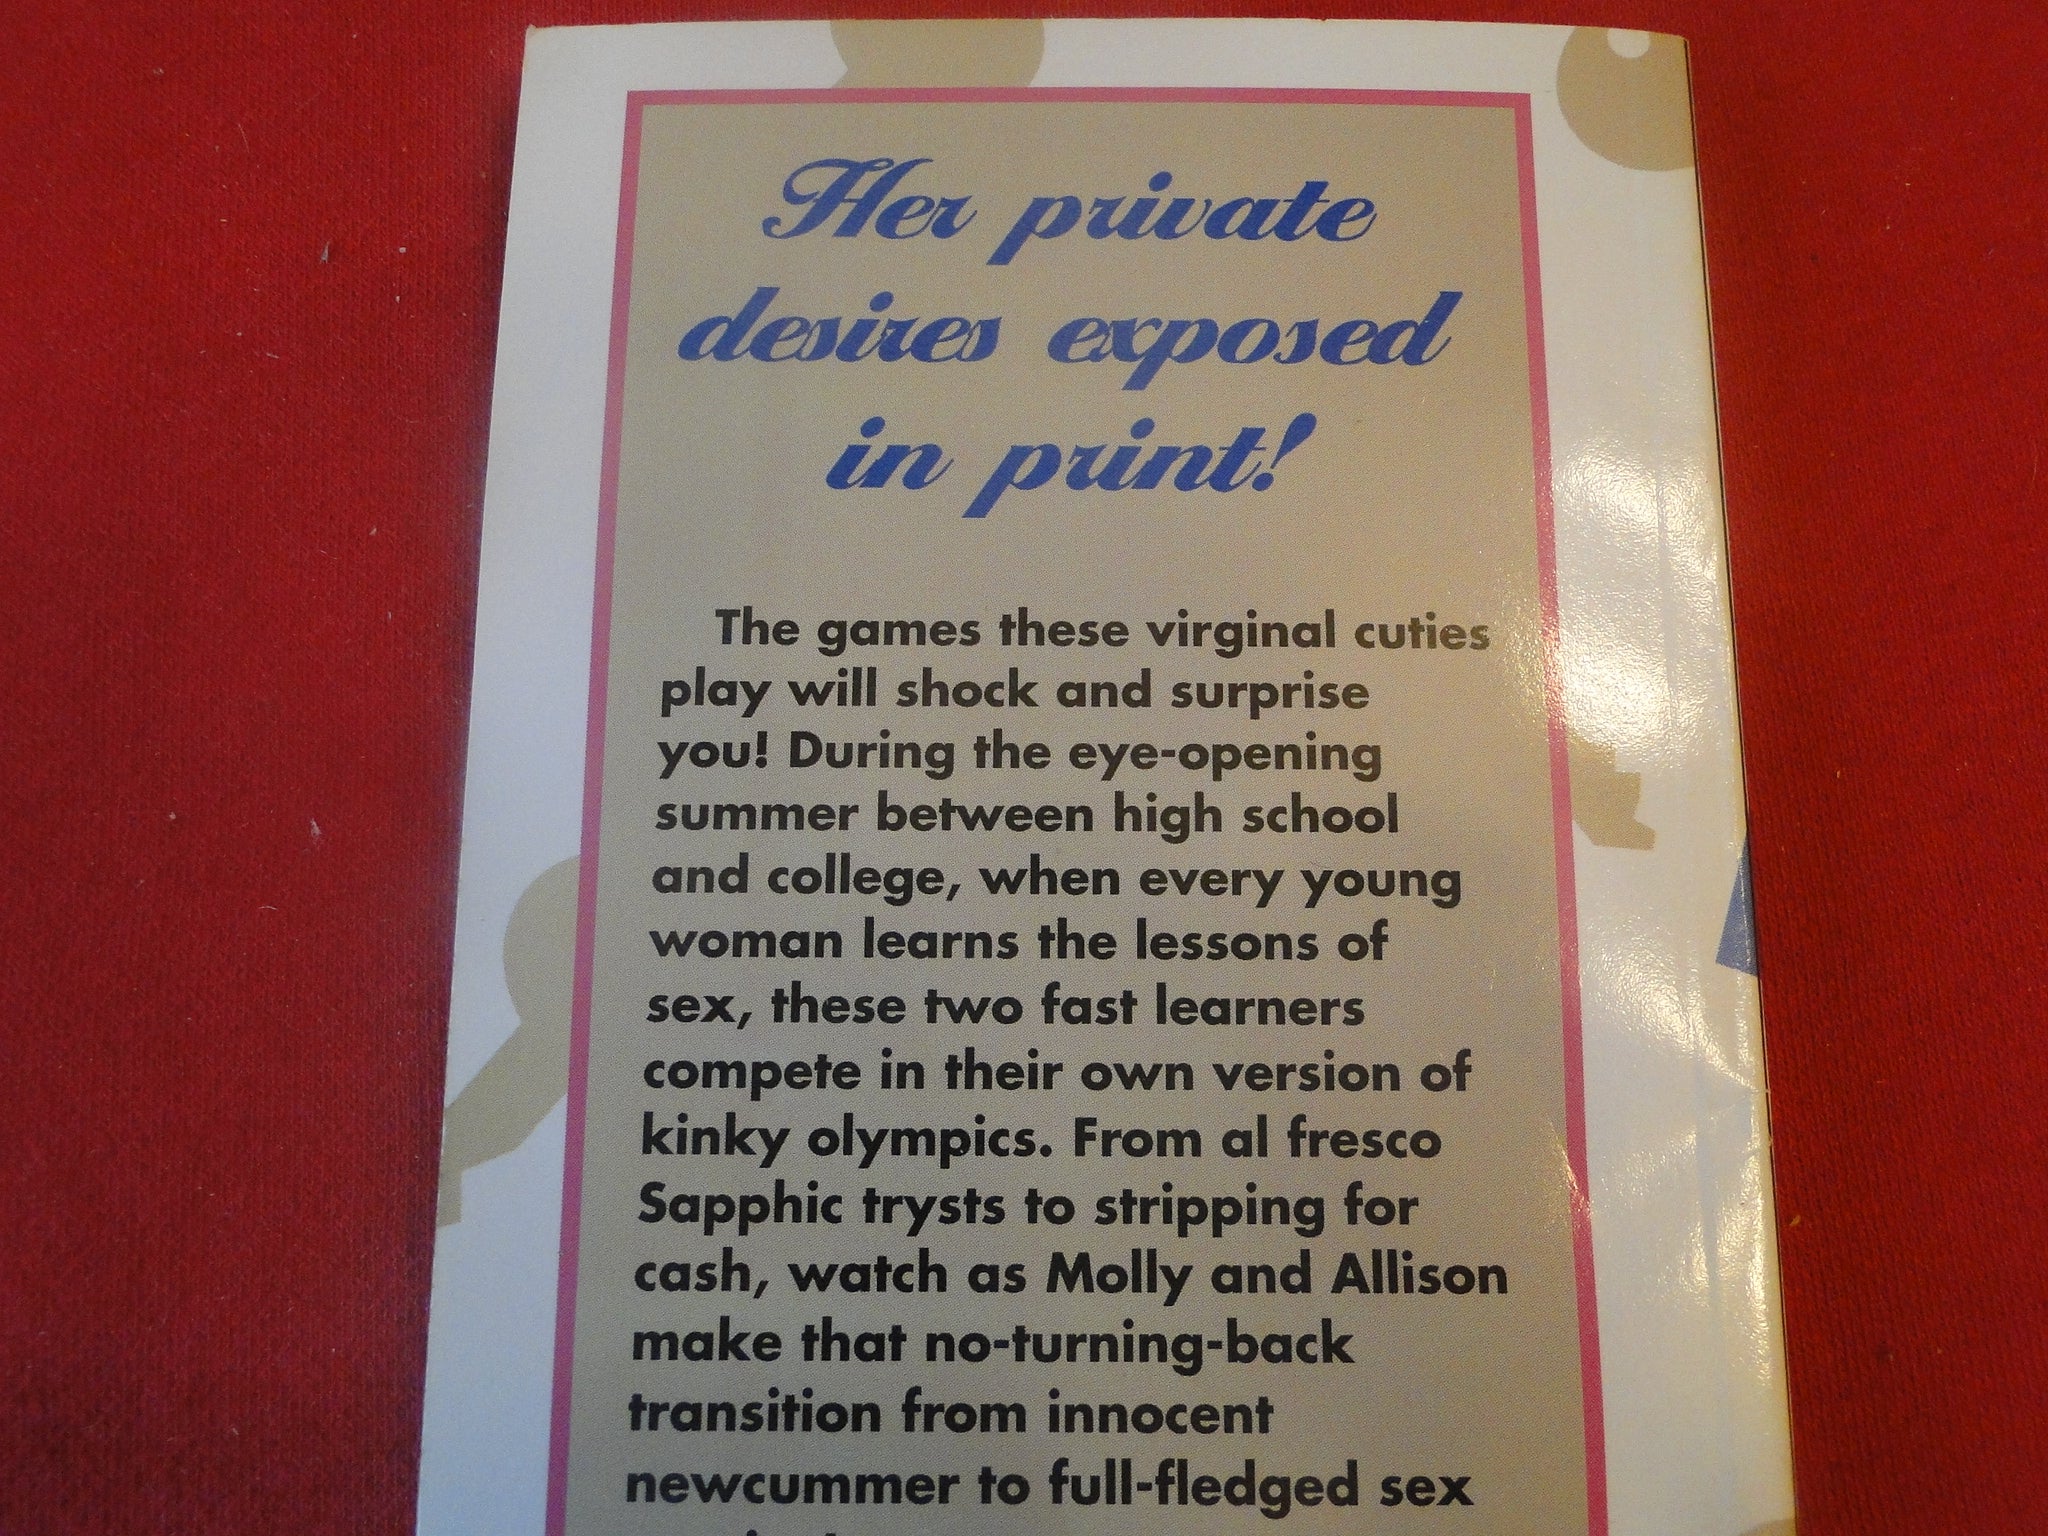 Her private
desires exposed
in print!
The games these virginal cuties
play will shock and surprise
you! During the eye-opening
summer between high school
and college, when every young
woman learns the lessons of
sex, these two fast learners
compete in their own version of
kinky olympics. From al fresco
Sapphic trysts to stripping for
cash, watch as Molly and Allison
make that no-turning-back
transition from innocent
newcummer to full-fledged sex